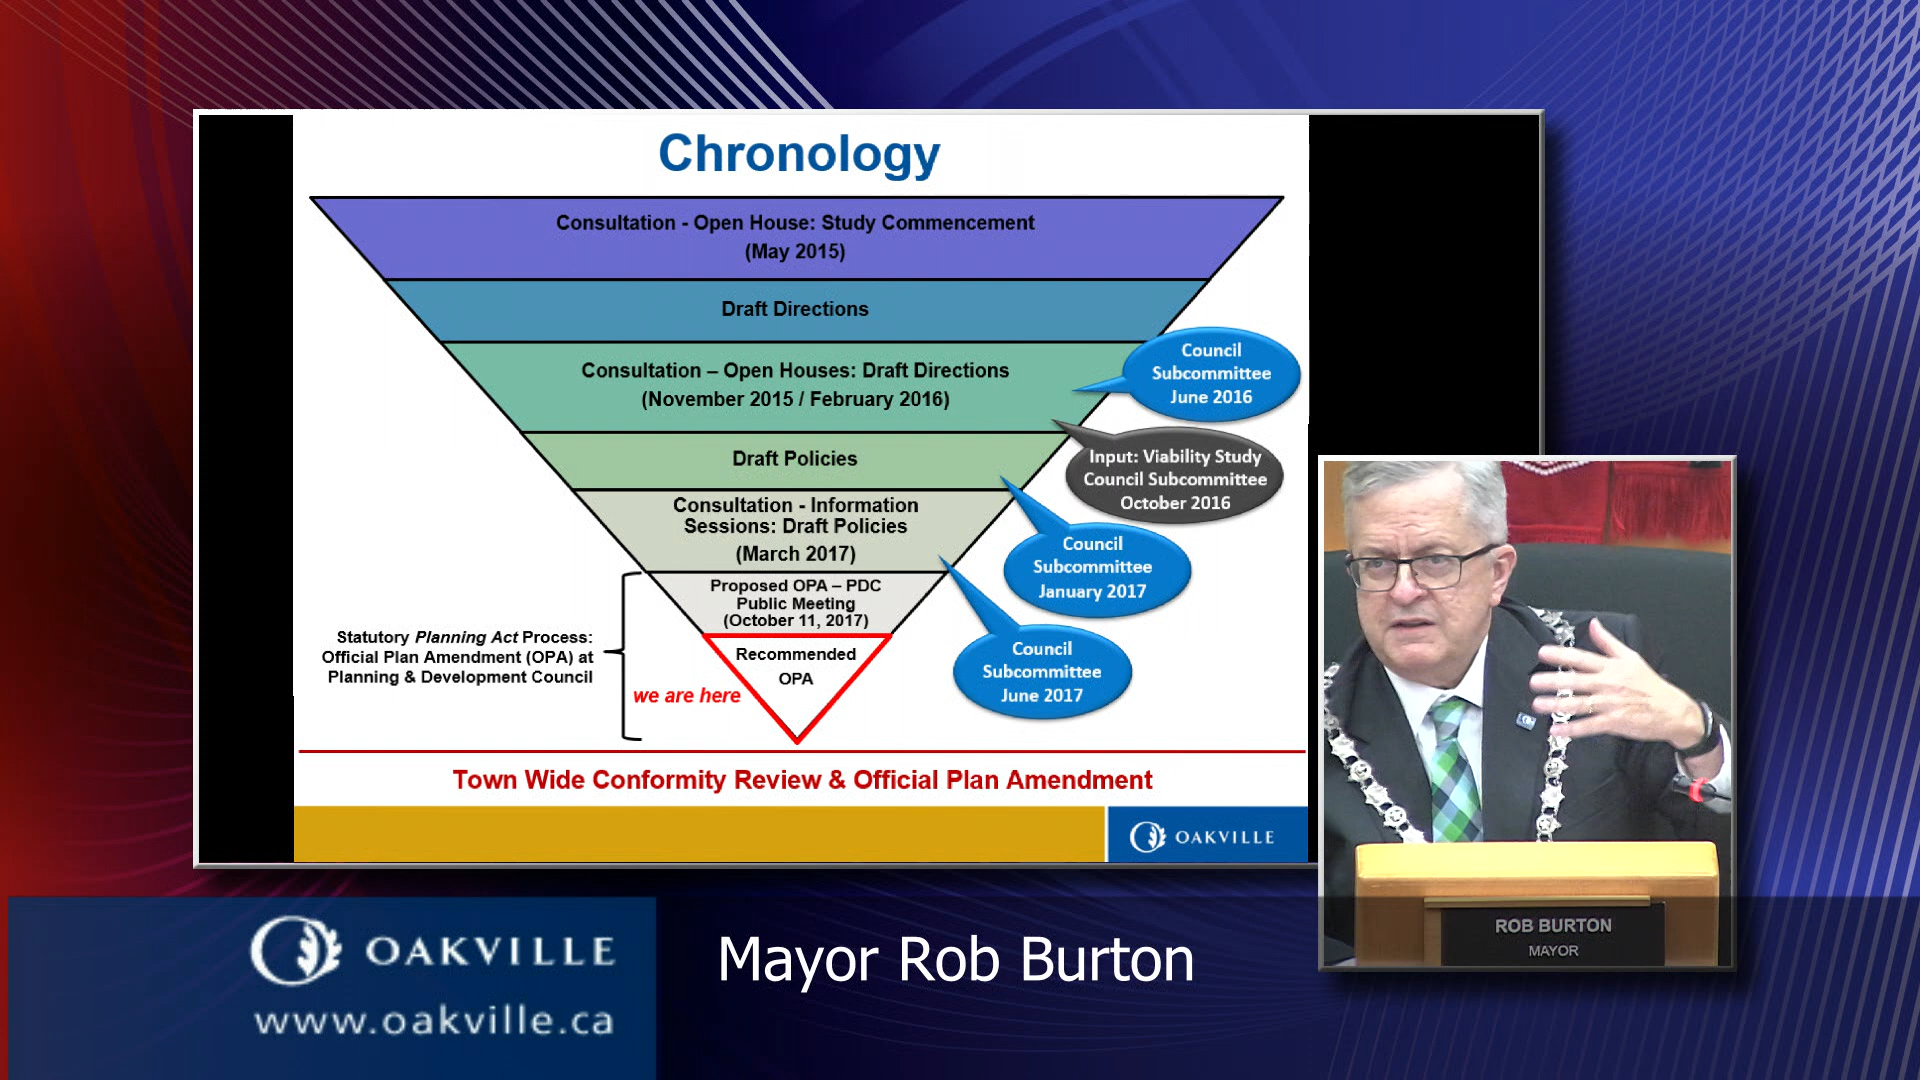 Chronology
Consultation - Open House: Study Commencement
(May 2015)
Draft Directions
Consultation – Open Houses: Draft Directions
(November 2015 / February 2016)
Council
Subcommittee
June 2016
Draft Policies
Input: Viability Study
Council Subcommittee
October 2016
Consultation - Information
Sessions: Draft Policies
(March 2017)
Council
Subcommittee
January 2017
Proposed OPA – PDC
Public Meeting
(October 11, 2017)
Statutory Planning Act Process:
Official Plan Amendment (OPA) at
Planning & Development Council
Recommended
OPA
we are here
Council
Subcommittee
June 2017
Town Wide Conformity Review & Official Plan Amendment
OAKVILLE
ROB BURTON
MAYOR
OAKVILLE
www.oakville.ca
Mayor Rob Burton